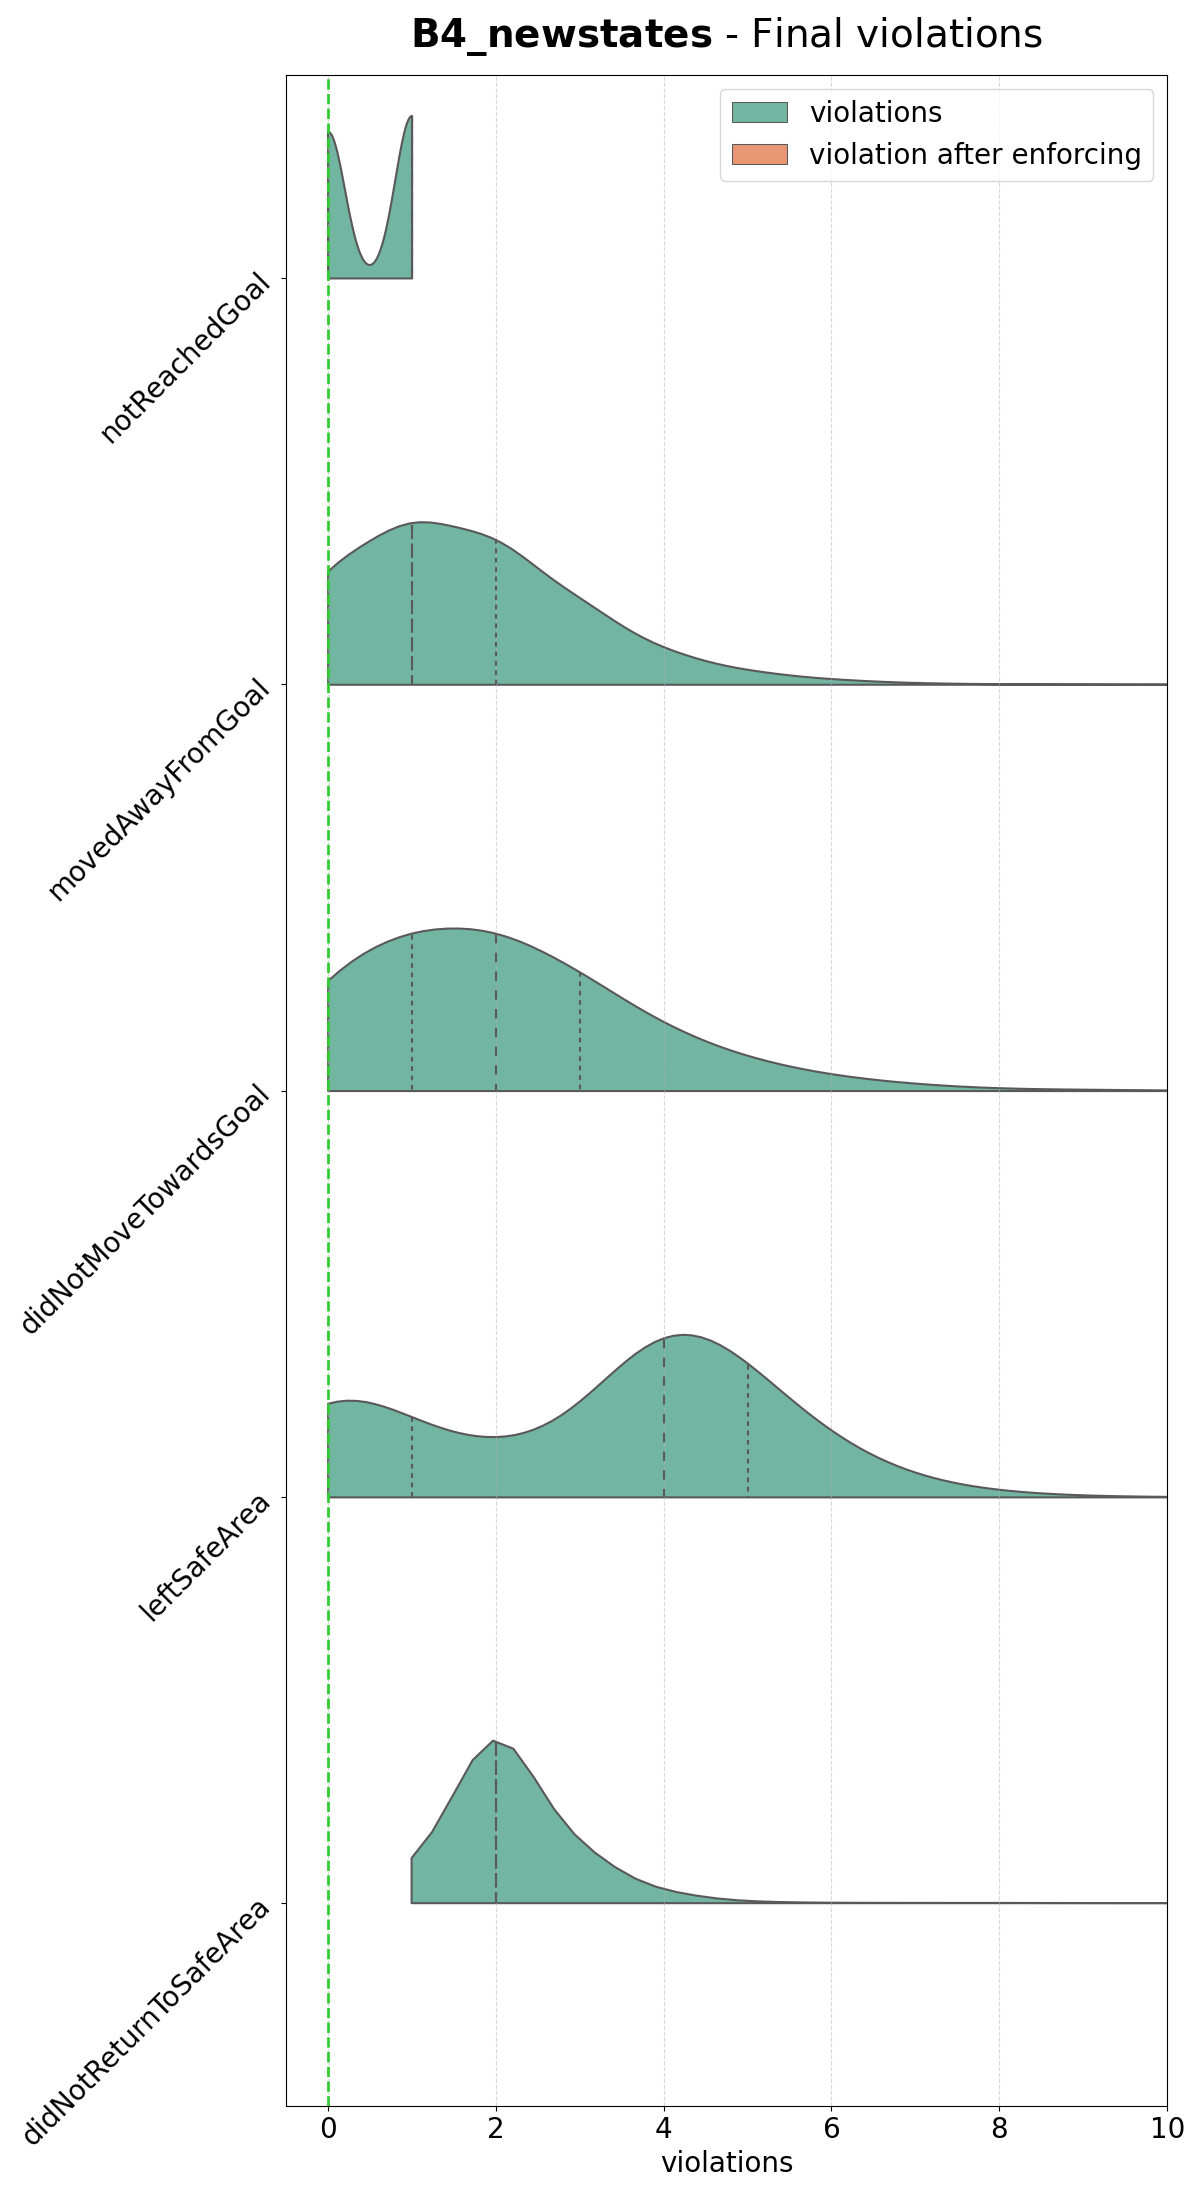 B4_newstates - Final violations
violations
violation after enforcing
notReachedGoal
movedAwayFromGoal
didNotMoveTowardsGoal
leftSafeArea
didNotReturnToSafeArea
0 2 4 6 8 10
violations